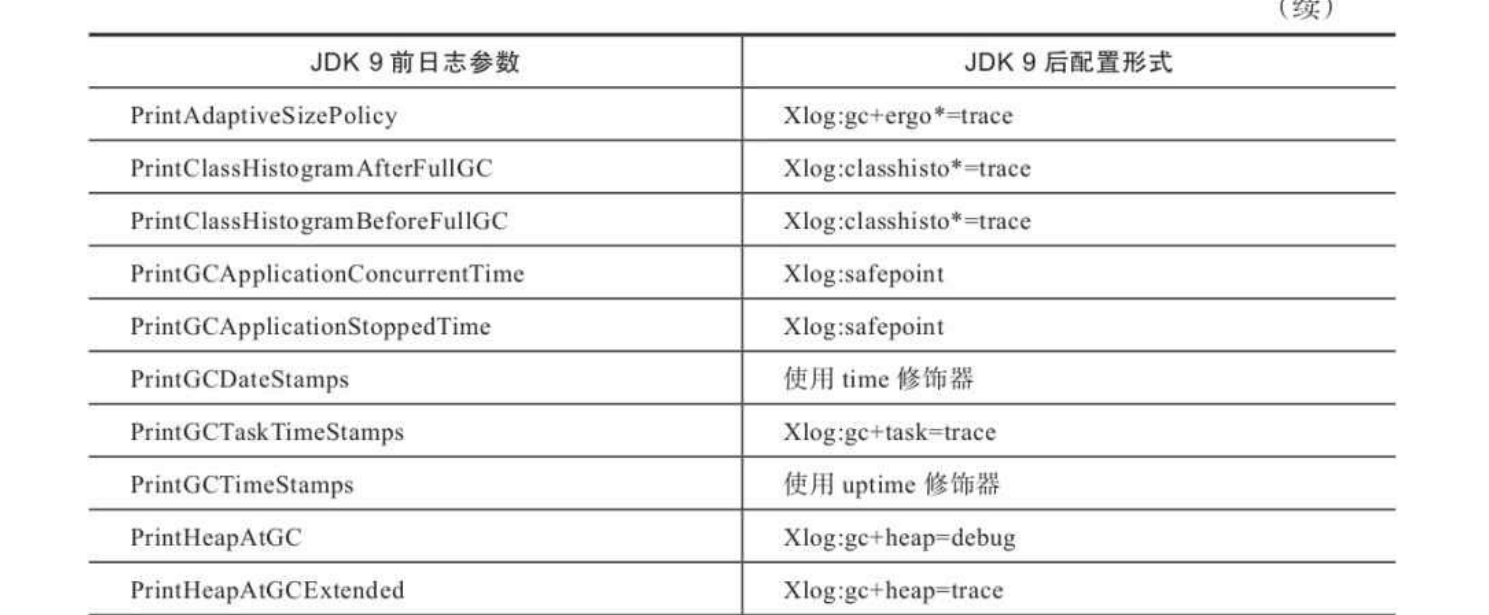 （续）
JDK 9 前日志参数 JDK 9 后配置形式
PrintAdaptiveSizePolicy Xlog:gc+ergo*=trace
PrintClassHistogramAfterFullGC Xlog:classhisto*=trace
PrintClassHistogramBeforeFullGC Xlog:classhisto*=trace
PrintGCApplicationConcurrentTime Xlog:safepoint
PrintGCApplicationStoppedTime Xlog:safepoint
PrintGCDateStamps 使用 time 修饰器
PrintGCTaskTimeStamps Xlog:gc+task=trace
PrintGCTimeStamps 使用 uptime 修饰器
PrintHeapAtGC Xlog:gc+heap=debug
PrintHeapAtGCExtended Xlog:gc+heap=trace